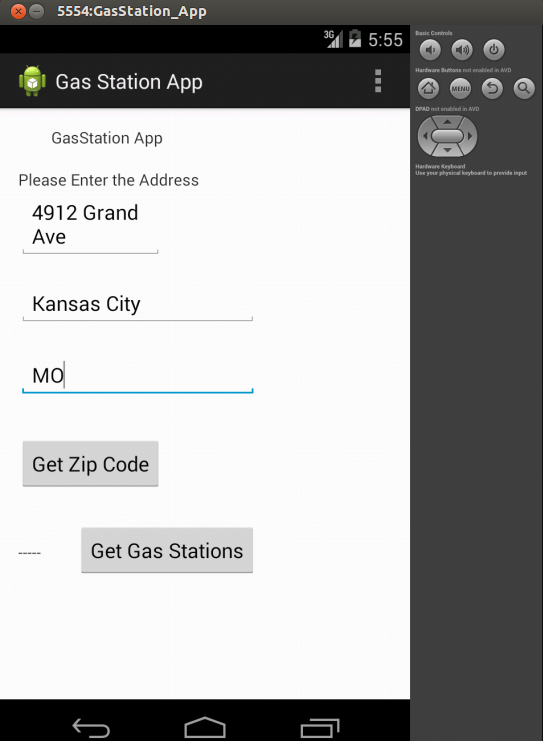 5554:GasStation_App
3G 5:55
Gas Station App
GasStation App
Please Enter the Address
4912 Grand
Ave
Kansas City
MO
Get Zip Code
-----
Get Gas Stations
Basic Controls
Hardware Buttons not enabled in AVD
MENU
DPAD not enabled in AVD
Hardware Keyboard
Use your physical keyboard to provide input